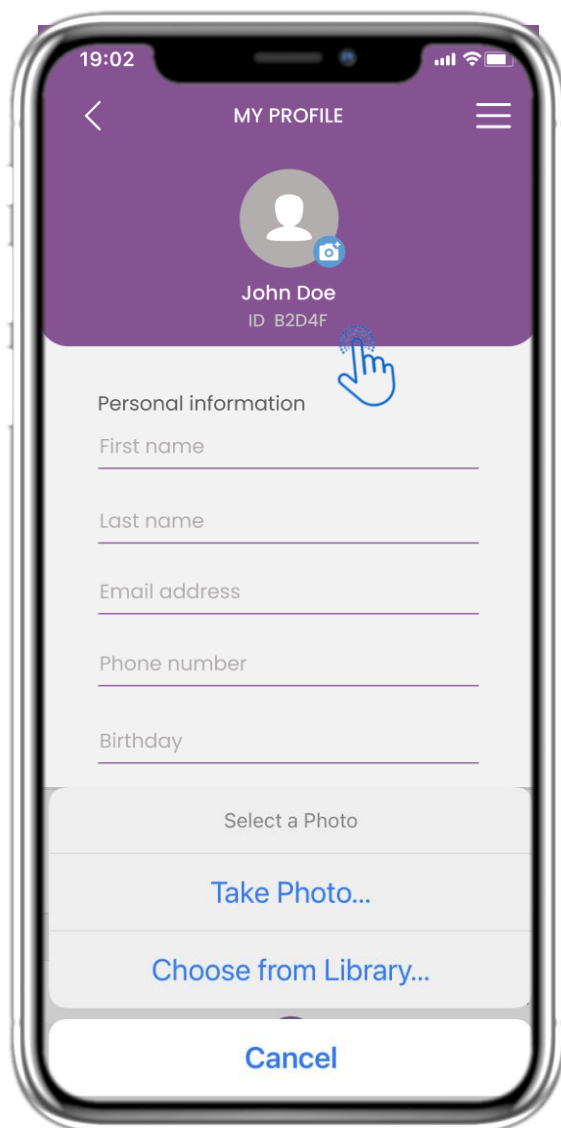 19:02
MY PROFILE
John Doe
ID B2D4F
Personal information
First name
Last name
Email address
Phone number
Birthday
Select a Photo
Take Photo...
Choose from Library...
Cancel